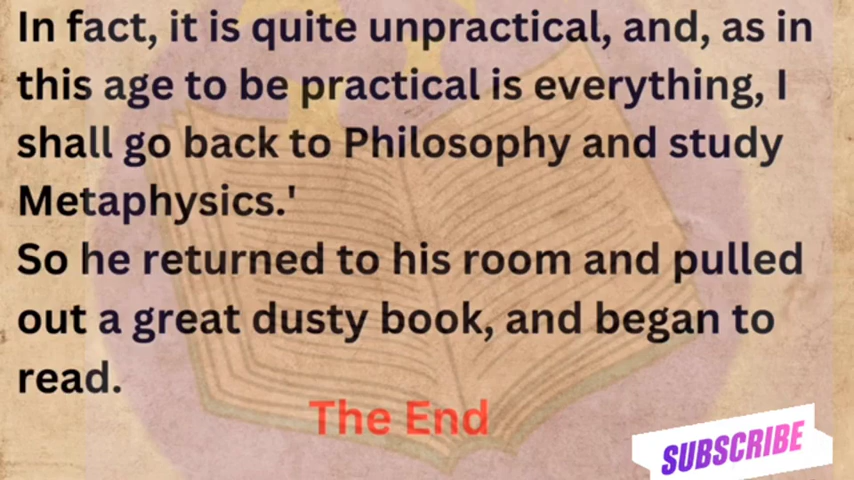 In fact, it is quite unpractical, and, as in
this age to be practical is everything, I
shall go back to Philosophy and study
Metaphysics.'
So he returned to his room and pulled
out a great dusty book, and began to
read.
The End
SUBSCRIBE